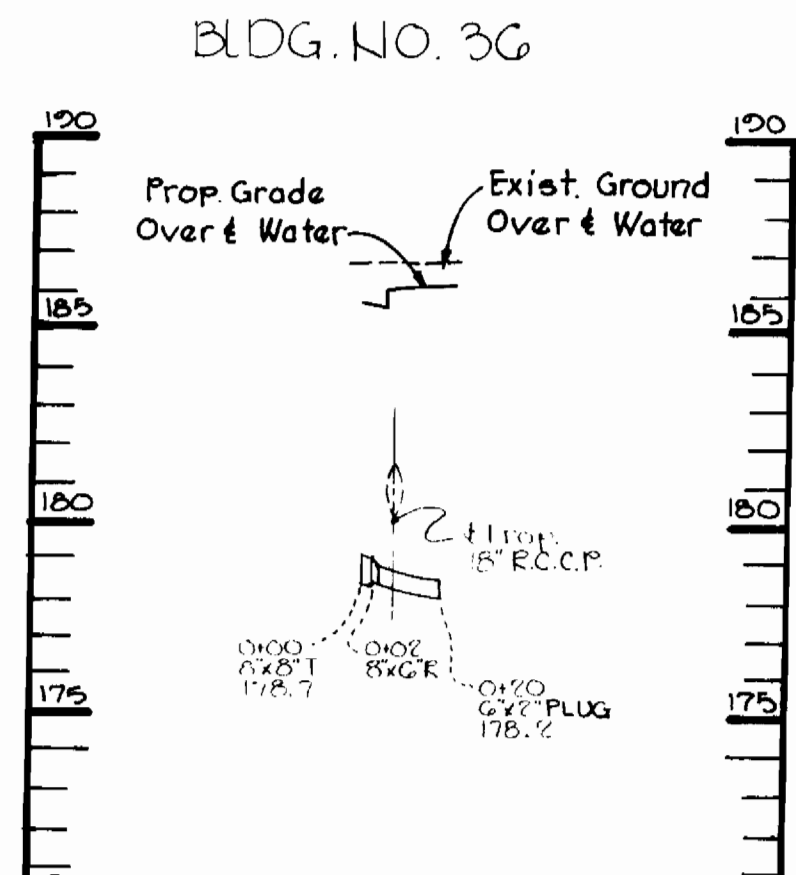 BLDG. NO. 36
190
190
Prop. Grade
Over ℄ Water
Exist. Ground
Over ℄ Water
185
185
180
180
℄ Prop.
18" R.C.C.P.
0+00
8"x8" T
178.7
0+02
8"x6"R
0+20
6"x2" PLUG
178.2
175
175